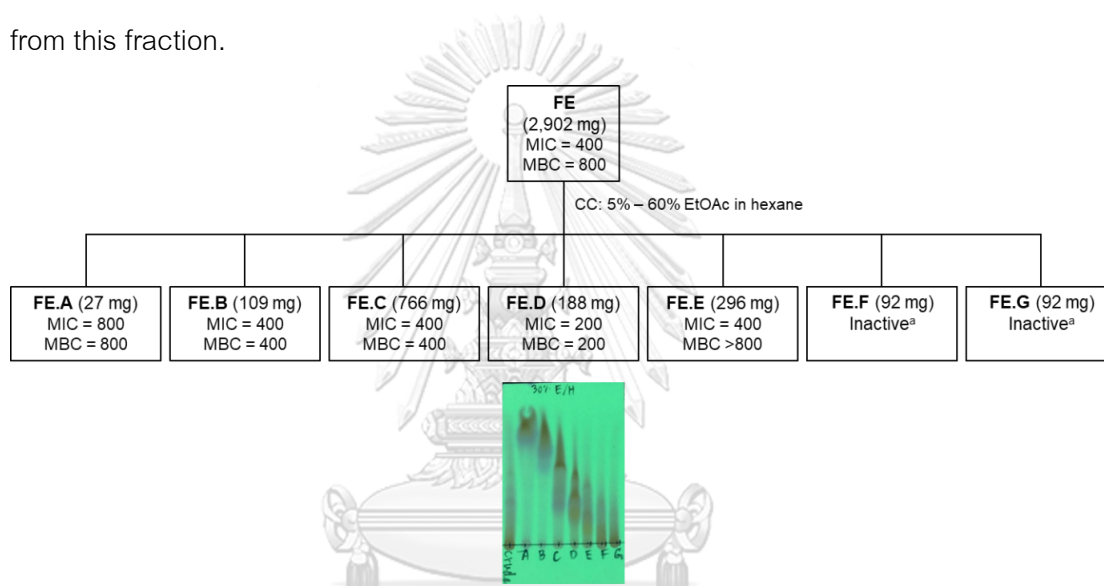 from this fraction.
FE
(2,902 mg)
MIC = 400
MBC = 800
CC: 5% – 60% EtOAc in hexane
FE.A (27 mg)
MIC = 800
MBC = 800
FE.B (109 mg)
MIC = 400
MBC = 400
FE.C (766 mg)
MIC = 400
MBC = 400
FE.D (188 mg)
MIC = 200
MBC = 200
FE.E (296 mg)
MIC = 400
MBC >800
FE.F (92 mg)
Inactiveᵃ
FE.G (92 mg)
Inactiveᵃ
30% E/H
Crude A B C D E F G